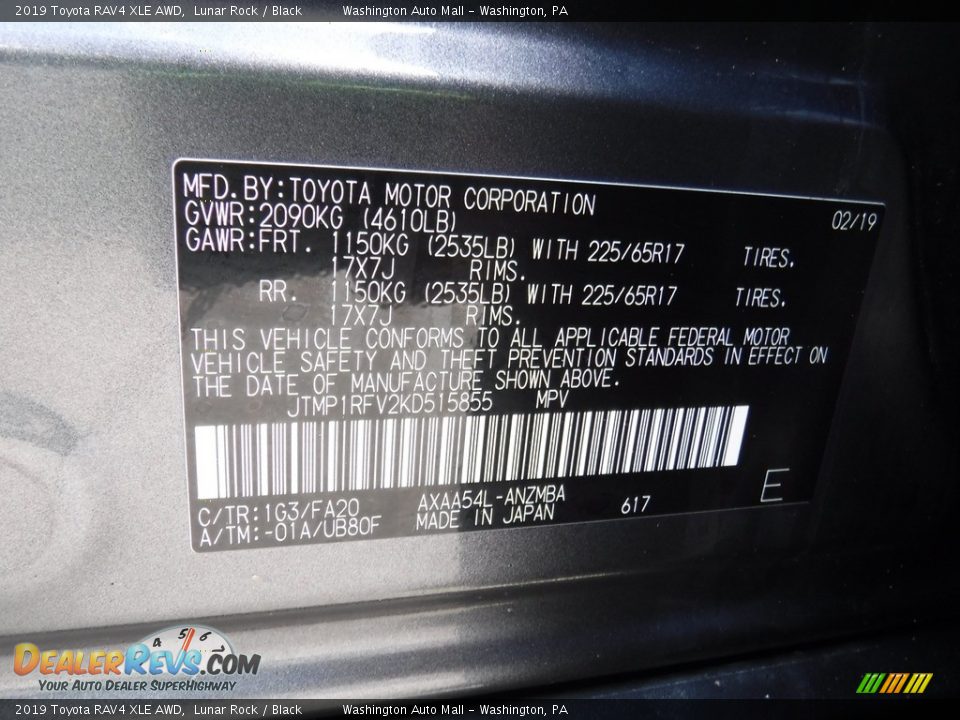 2019 Toyota RAV4 XLE AWD, Lunar Rock / Black Washington Auto Mall - Washington, PA
MFD.BY:TOYOTA MOTOR CORPORATION 02/19
GVWR:2090KG (4610LB)
GAWR:FRT. 1150KG (2535LB) WITH 225/65R17 TIRES.
17X7J RIMS.
RR. 1150KG (2535LB) WITH 225/65R17 TIRES.
17X7J RIMS.
THIS VEHICLE CONFORMS TO ALL APPLICABLE FEDERAL MOTOR
VEHICLE SAFETY AND THEFT PREVENTION STANDARDS IN EFFECT ON
THE DATE OF MANUFACTURE SHOWN ABOVE.
JTMP1RFV2KD515855 MPV
C/TR:1G3/FA20 AXAA54L-ANZMBA 617 E
A/TM:-01A/UB80F MADE IN JAPAN
4 5 6 7
DEALERREVS.COM
YOUR AUTO DEALER SUPERHIGHWAY
2019 Toyota RAV4 XLE AWD, Lunar Rock / Black Washington Auto Mall - Washington, PA